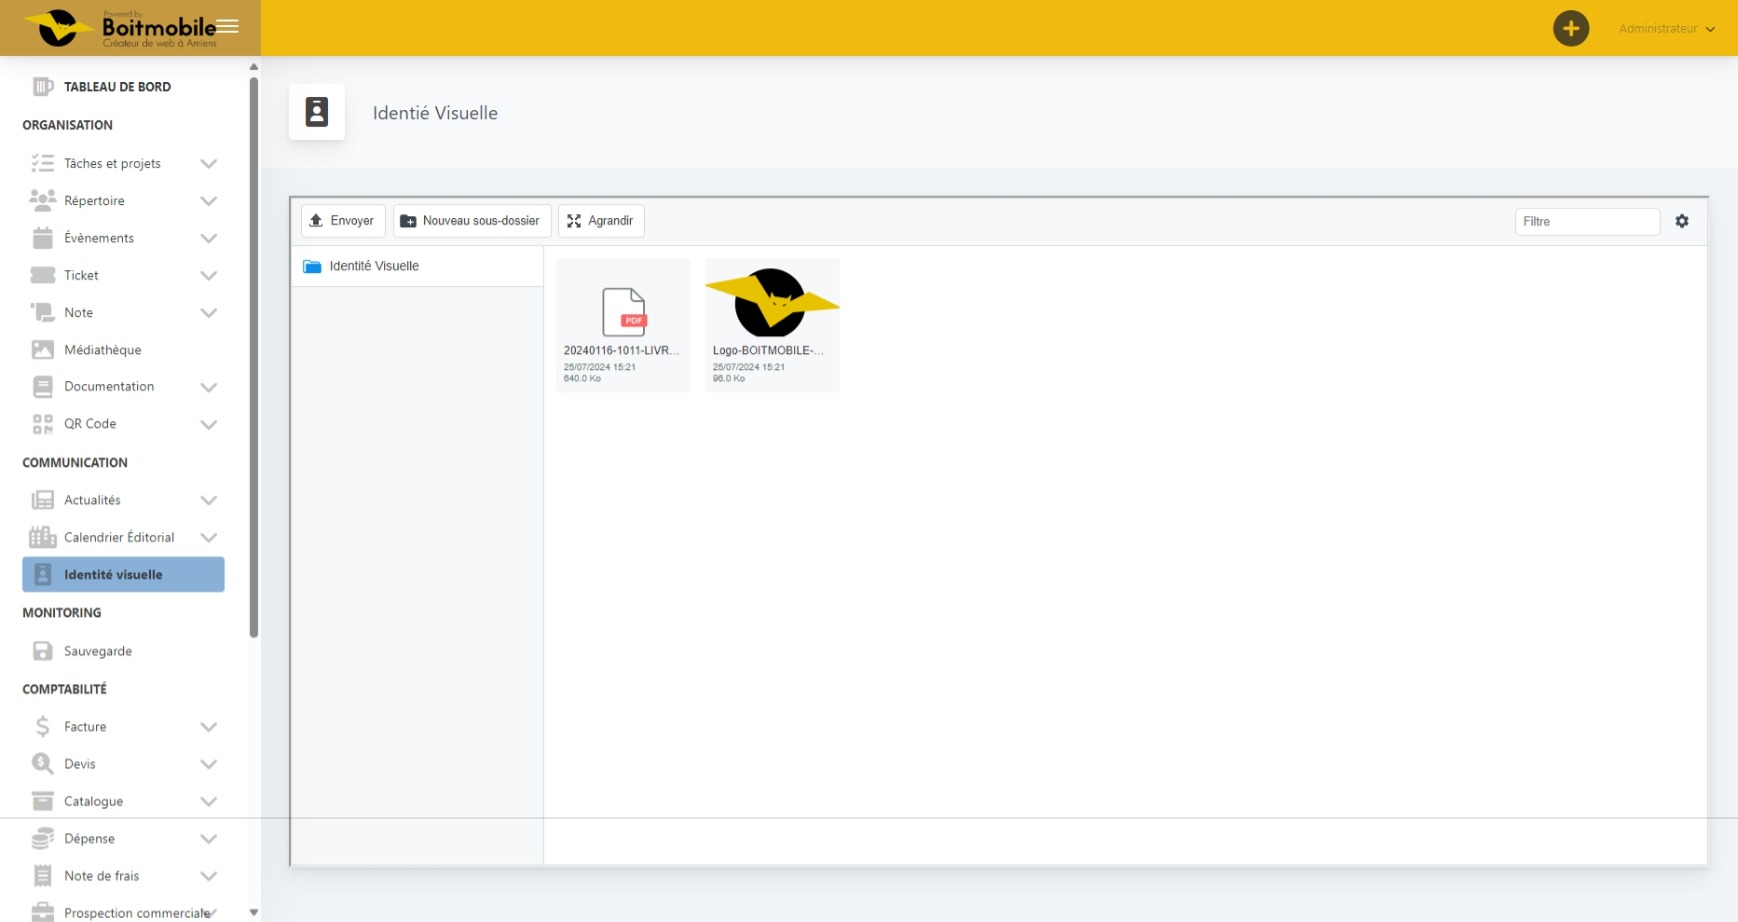 Powered by
Boitmobile
Créateur de web à Amiens
Administrateur
TABLEAU DE BORD
ORGANISATION
Tâches et projets
Répertoire
Évènements
Ticket
Note
Médiathèque
Documentation
QR Code
COMMUNICATION
Actualités
Calendrier Éditorial
Identité visuelle
MONITORING
Sauvegarde
COMPTABILITÉ
Facture
Devis
Catalogue
Dépense
Note de frais
Prospection commerciale
Identié Visuelle
Envoyer
Nouveau sous-dossier
Agrandir
Filtre
Identité Visuelle
PDF
20240116-1011-LIVR...
25/07/2024 15:21
640.0 Ko
Logo-BOITMOBILE-...
25/07/2024 15:21
96.0 Ko